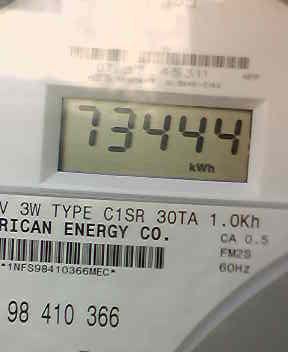 73444
kWh
V 3W TYPE C1SR 30TA 1.0Kh
RICAN ENERGY CO.
CA 0.5
FM2S
60Hz
*1NFS98410366MEC*
98 410 366